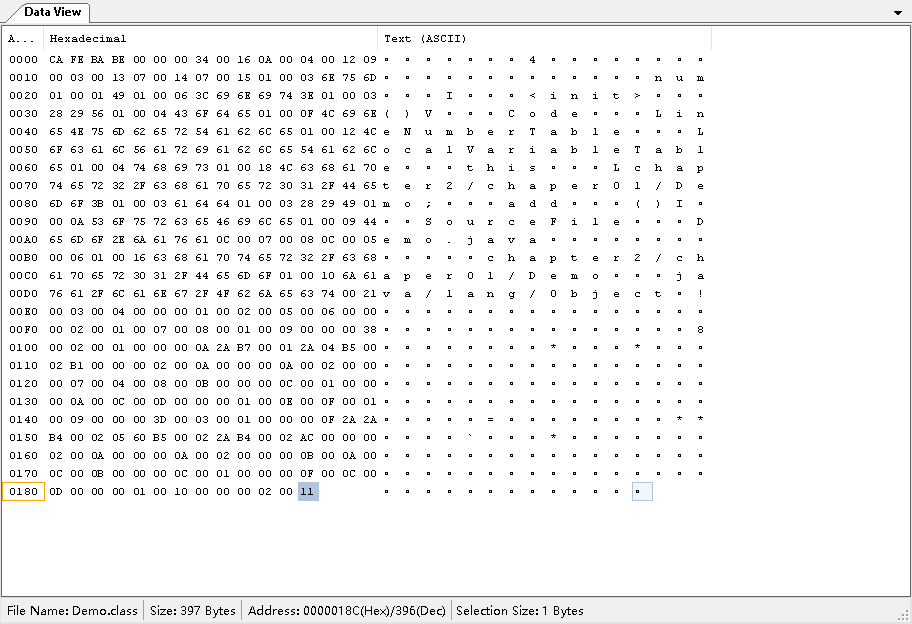 Data View
A... Hexadecimal Text (ASCII)
0000 CA FE BA BE 00 00 00 34 00 16 0A 00 04 00 12 09 ▫ ▫ ▫ ▫ ▫ ▫ ▫ 4 ▫ ▫ ▫ ▫ ▫ ▫ ▫ ▫
0010 00 03 00 13 07 00 14 07 00 15 01 00 03 6E 75 6D ▫ ▫ ▫ ▫ ▫ ▫ ▫ ▫ ▫ ▫ ▫ ▫ ▫ n u m
0020 01 00 01 49 01 00 06 3C 69 6E 69 74 3E 01 00 03 ▫ ▫ ▫ I ▫ ▫ ▫ < i n i t > ▫ ▫ ▫
0030 28 29 56 01 00 04 43 6F 64 65 01 00 0F 4C 69 6E ( ) V ▫ ▫ ▫ C o d e ▫ ▫ ▫ L i n
0040 65 4E 75 6D 62 65 72 54 61 62 6C 65 01 00 12 4C e N u m b e r T a b l e ▫ ▫ ▫ L
0050 6F 63 61 6C 56 61 72 69 61 62 6C 65 54 61 62 6C o c a l V a r i a b l e T a b l
0060 65 01 00 04 74 68 69 73 01 00 18 4C 63 68 61 70 e ▫ ▫ ▫ t h i s ▫ ▫ ▫ L c h a p
0070 74 65 72 32 2F 63 68 61 70 65 72 30 31 2F 44 65 t e r 2 / c h a p e r 0 1 / D e
0080 6D 6F 3B 01 00 03 61 64 64 01 00 03 28 29 49 01 m o ; ▫ ▫ ▫ a d d ▫ ▫ ▫ ( ) I ▫
0090 00 0A 53 6F 75 72 63 65 46 69 6C 65 01 00 09 44 ▫ ▫ S o u r c e F i l e ▫ ▫ ▫ D
00A0 65 6D 6F 2E 6A 61 76 61 0C 00 07 00 08 0C 00 05 e m o . j a v a ▫ ▫ ▫ ▫ ▫ ▫ ▫ ▫
00B0 00 06 01 00 16 63 68 61 70 74 65 72 32 2F 63 68 ▫ ▫ ▫ ▫ ▫ c h a p t e r 2 / c h
00C0 61 70 65 72 30 31 2F 44 65 6D 6F 01 00 10 6A 61 a p e r 0 1 / D e m o ▫ ▫ ▫ j a
00D0 76 61 2F 6C 61 6E 67 2F 4F 62 6A 65 63 74 00 21 v a / l a n g / O b j e c t ▫ !
00E0 00 03 00 04 00 00 00 01 00 02 00 05 00 06 00 00 ▫ ▫ ▫ ▫ ▫ ▫ ▫ ▫ ▫ ▫ ▫ ▫ ▫ ▫ ▫ ▫
00F0 00 02 00 01 00 07 00 08 00 01 00 09 00 00 00 38 ▫ ▫ ▫ ▫ ▫ ▫ ▫ ▫ ▫ ▫ ▫ ▫ ▫ ▫ ▫ 8
0100 00 02 00 01 00 00 00 0A 2A B7 00 01 2A 04 B5 00 ▫ ▫ ▫ ▫ ▫ ▫ ▫ ▫ * ▫ ▫ ▫ * ▫ ▫ ▫
0110 02 B1 00 00 00 02 00 0A 00 00 00 0A 00 02 00 00 ▫ ▫ ▫ ▫ ▫ ▫ ▫ ▫ ▫ ▫ ▫ ▫ ▫ ▫ ▫ ▫
0120 00 07 00 04 00 08 00 0B 00 00 00 0C 00 01 00 00 ▫ ▫ ▫ ▫ ▫ ▫ ▫ ▫ ▫ ▫ ▫ ▫ ▫ ▫ ▫ ▫
0130 00 0A 00 0C 00 0D 00 00 00 01 00 0E 00 0F 00 01 ▫ ▫ ▫ ▫ ▫ ▫ ▫ ▫ ▫ ▫ ▫ ▫ ▫ ▫ ▫ ▫
0140 00 09 00 00 00 3D 00 03 00 01 00 00 00 0F 2A 2A ▫ ▫ ▫ ▫ ▫ = ▫ ▫ ▫ ▫ ▫ ▫ ▫ ▫ * *
0150 B4 00 02 05 60 B5 00 02 2A B4 00 02 AC 00 00 00 ▫ ▫ ▫ ▫ ` ▫ ▫ ▫ * ▫ ▫ ▫ ▫ ▫ ▫ ▫
0160 02 00 0A 00 00 00 0A 00 02 00 00 00 0B 00 0A 00 ▫ ▫ ▫ ▫ ▫ ▫ ▫ ▫ ▫ ▫ ▫ ▫ ▫ ▫ ▫ ▫
0170 0C 00 0B 00 00 00 0C 00 01 00 00 00 0F 00 0C 00 ▫ ▫ ▫ ▫ ▫ ▫ ▫ ▫ ▫ ▫ ▫ ▫ ▫ ▫ ▫ ▫
0180 0D 00 00 00 01 00 10 00 00 00 02 00 11 ▫ ▫ ▫ ▫ ▫ ▫ ▫ ▫ ▫ ▫ ▫ ▫ ▫
File Name: Demo.class Size: 397 Bytes Address: 0000018C(Hex)/396(Dec) Selection Size: 1 Bytes